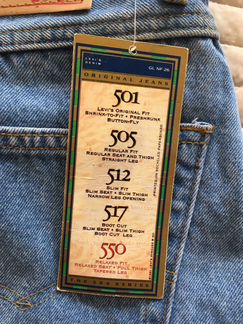 LEVI'S
DENIM
ORIGINAL JEANS
501
LEVI'S ORIGINAL FIT
SHRINK-TO-FIT • PRESHRUNK
BUTTON-FLY
505
REGULAR FIT
REGULAR SEAT AND THIGH
STRAIGHT LEG
512
SLIM FIT
SLIM SEAT • SLIM THIGH
NARROW LEG OPENING
517
BOOT CUT
SLIM SEAT • SLIM THIGH
BOOT CUT LEG
550
RELAXED FIT
RELAXED SEAT • FULL THIGH
TAPERED LEG